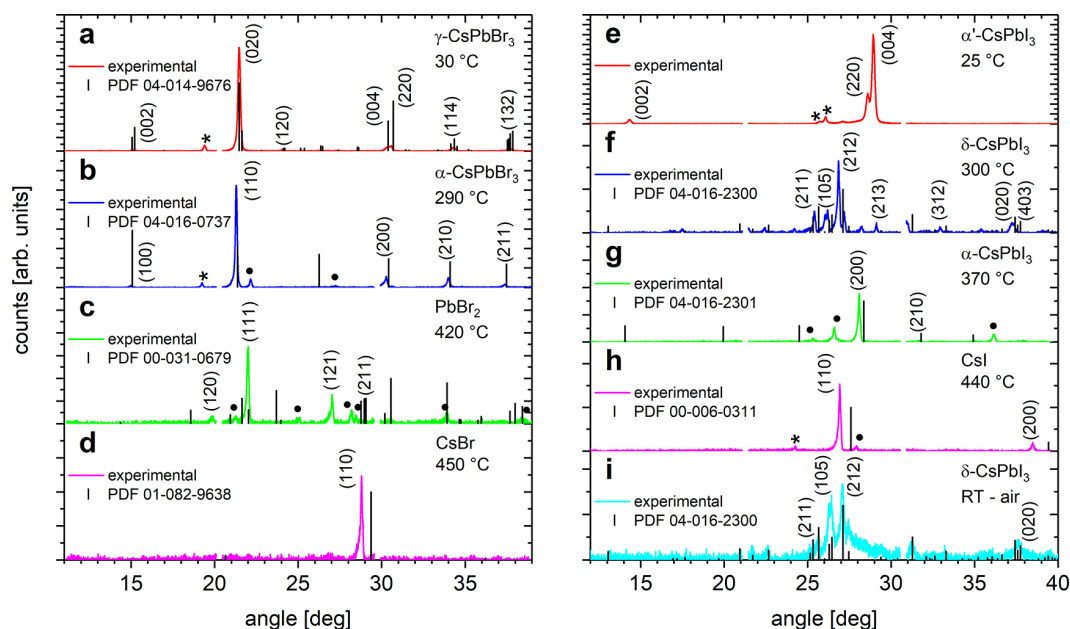 a
γ-CsPbBr3
30 °C
experimental
PDF 04-014-9676
(002)
*
(020)
(120)
(004)
(220)
(114)
(132)
b
α-CsPbBr3
290 °C
experimental
PDF 04-016-0737
(100)
*
(110)
•
•
(200)
(210)
(211)
c
PbBr2
420 °C
experimental
PDF 00-031-0679
(120)
•
(111)
•
(121)
•
•
(211)
•
•
d
CsBr
450 °C
experimental
PDF 01-082-9638
(110)
15 20 25 30 35
angle [deg]
counts [arb. units]
e
α'-CsPbI3
25 °C
experimental
(002)
*
*
(220)
(004)
f
δ-CsPbI3
300 °C
experimental
PDF 04-016-2300
(211)
(105)
(212)
(213)
(312)
(020)
(403)
g
α-CsPbI3
370 °C
experimental
PDF 04-016-2301
•
•
(200)
(210)
•
h
CsI
440 °C
experimental
PDF 00-006-0311
*
(110)
•
(200)
i
δ-CsPbI3
RT - air
experimental
PDF 04-016-2300
(211)
(105)
(212)
(020)
15 20 25 30 35 40
angle [deg]